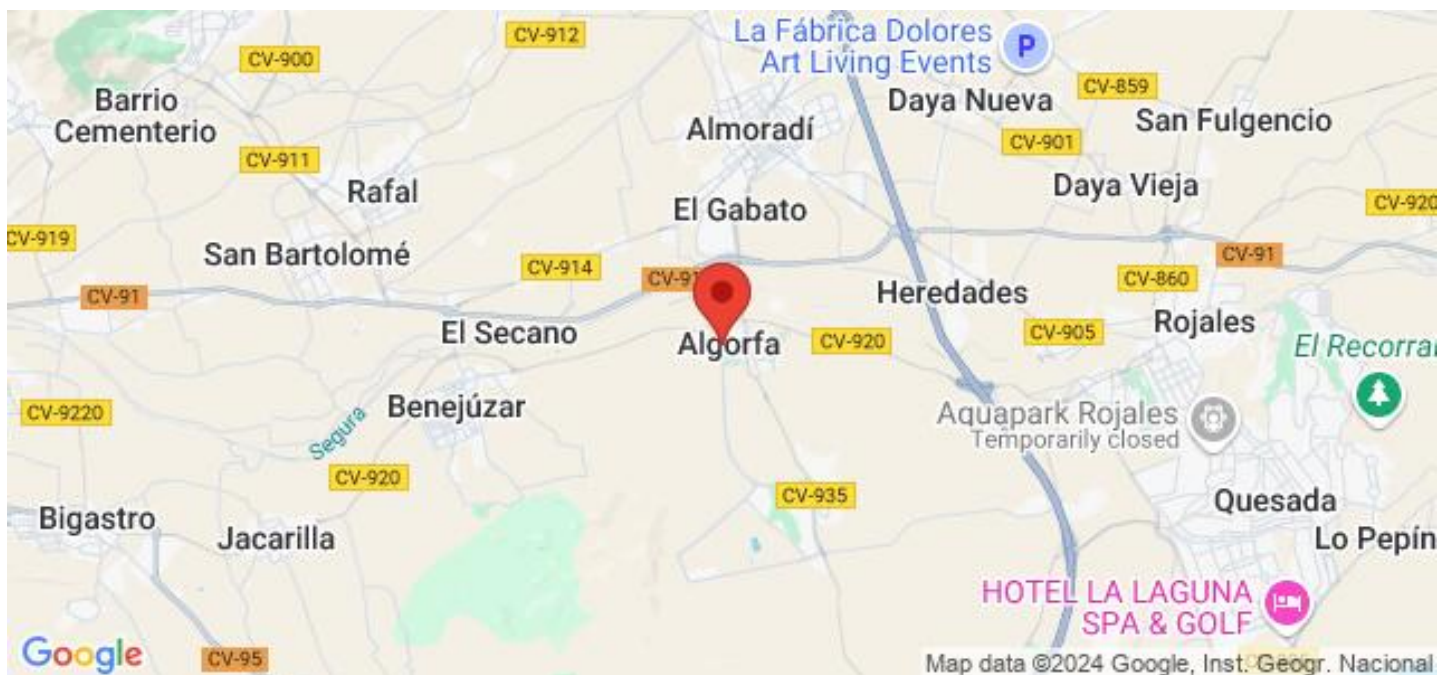 CV-912
CV-900
La Fábrica Dolores
Art Living Events
P
CV-859
Barrio
Cementerio
Daya Nueva
San Fulgencio
Almoradí
CV-901
CV-911
Rafal
Daya Vieja
El Gabato
CV-920
CV-919
San Bartolomé
CV-914
CV-91
CV-91
CV-860
CV-91
Heredades
El Secano
Algorfa
CV-920
CV-905
Rojales
El Recorra
Benejúzar
CV-9220
Segura
Aquapark Rojales
Temporarily closed
CV-920
CV-935
Quesada
Bigastro
Jacarilla
Lo Pepín
HOTEL LA LAGUNA
SPA & GOLF
Google
CV-95
Map data ©2024 Google, Inst. Geogr. Nacional